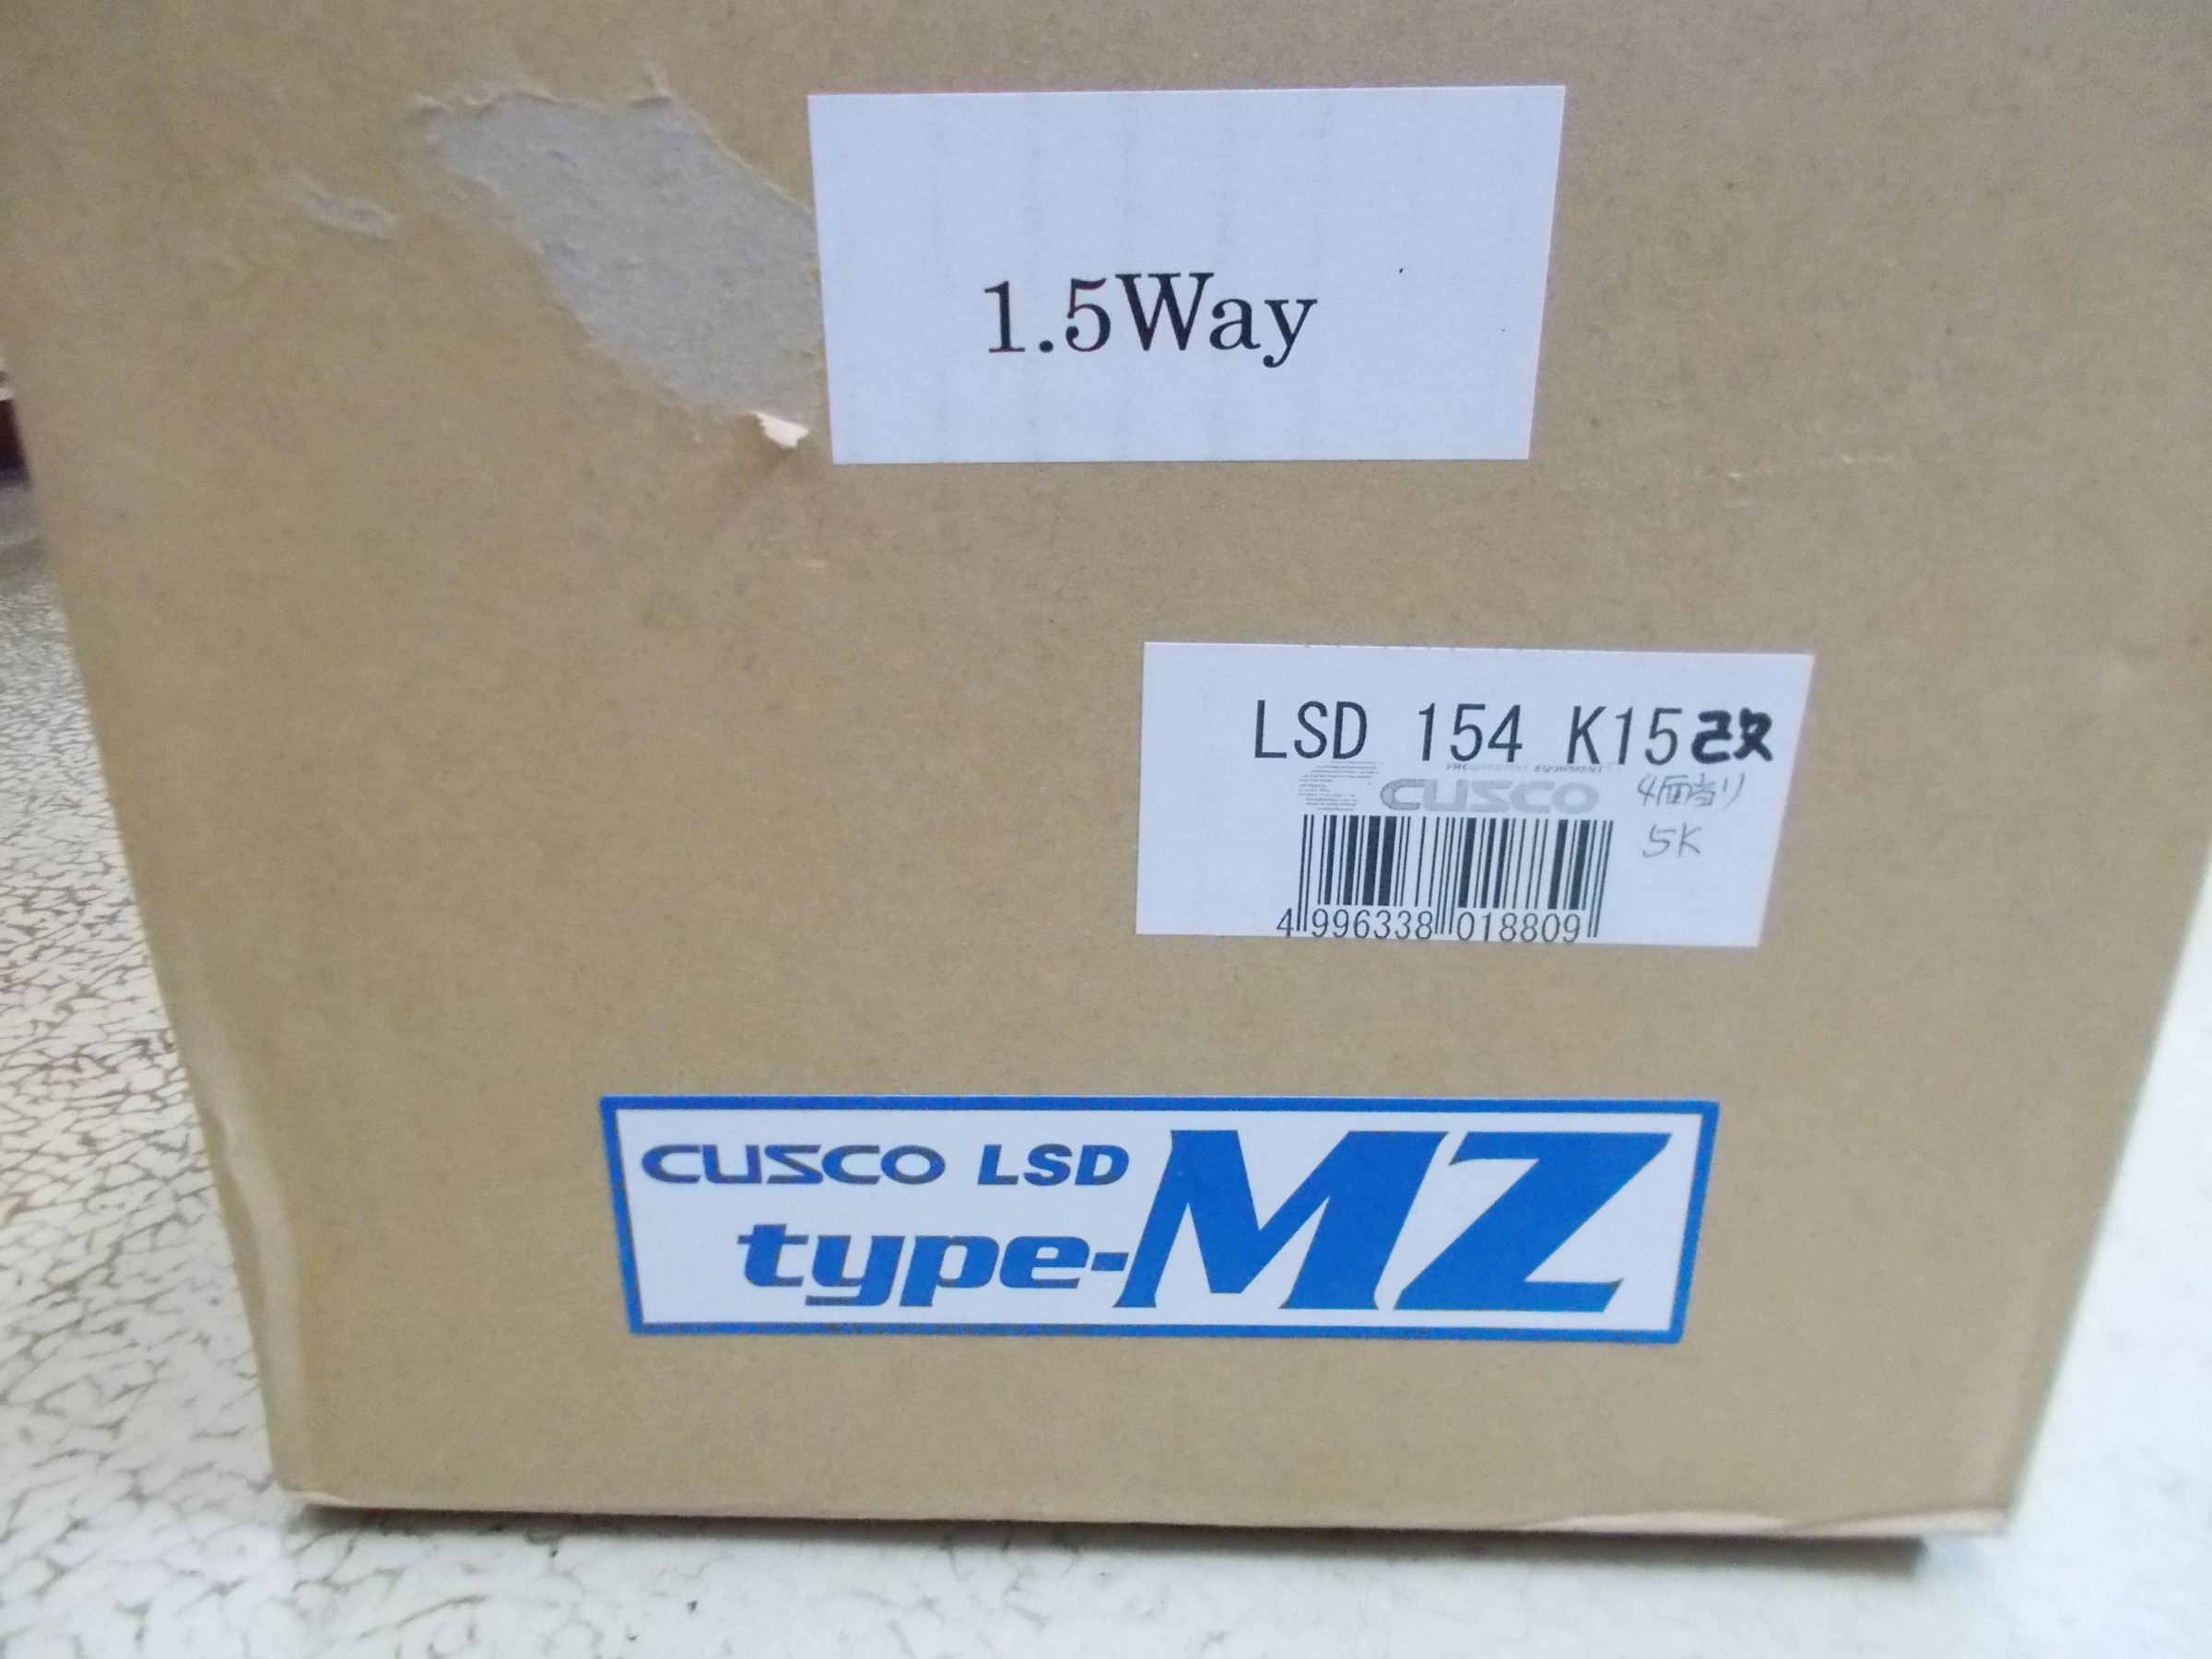 1.5Way
LSD 154 K15改
CUSCO
4面当り
5K
4 996338 018809
CUSCO LSD
type-MZ